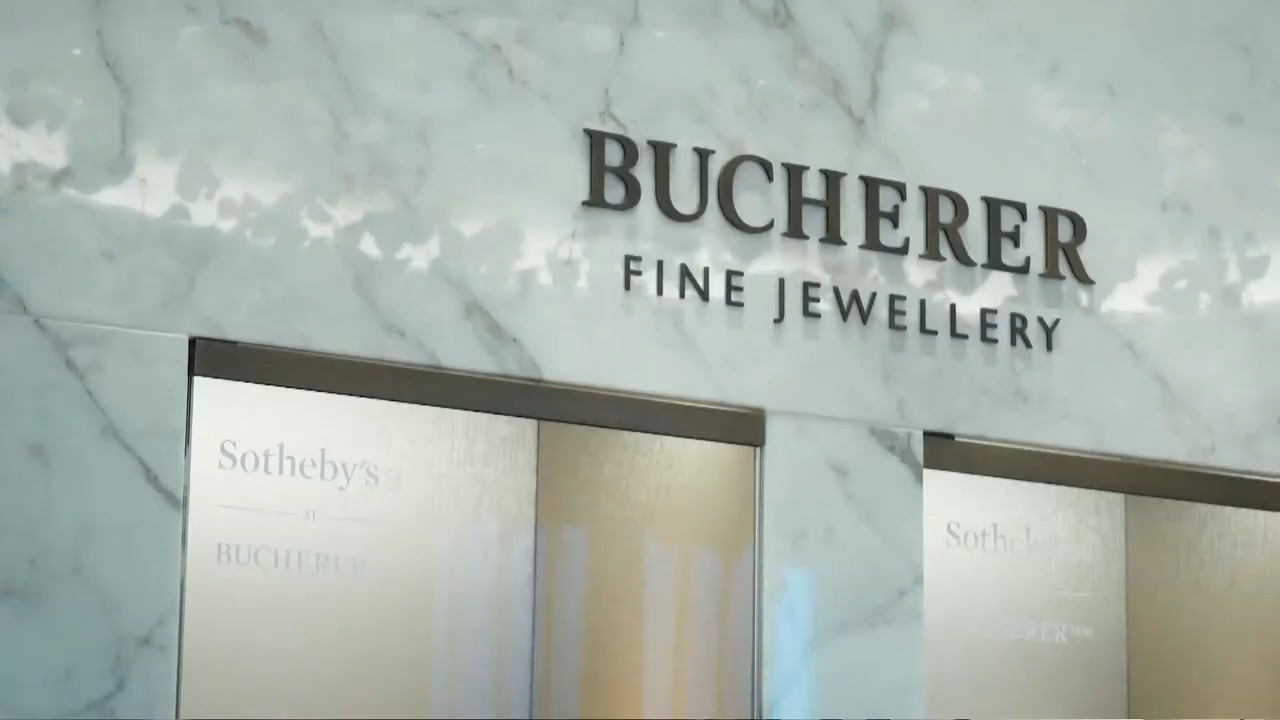 BUCHERER
FINE JEWELLERY
Sotheby's
AT
BUCHERER